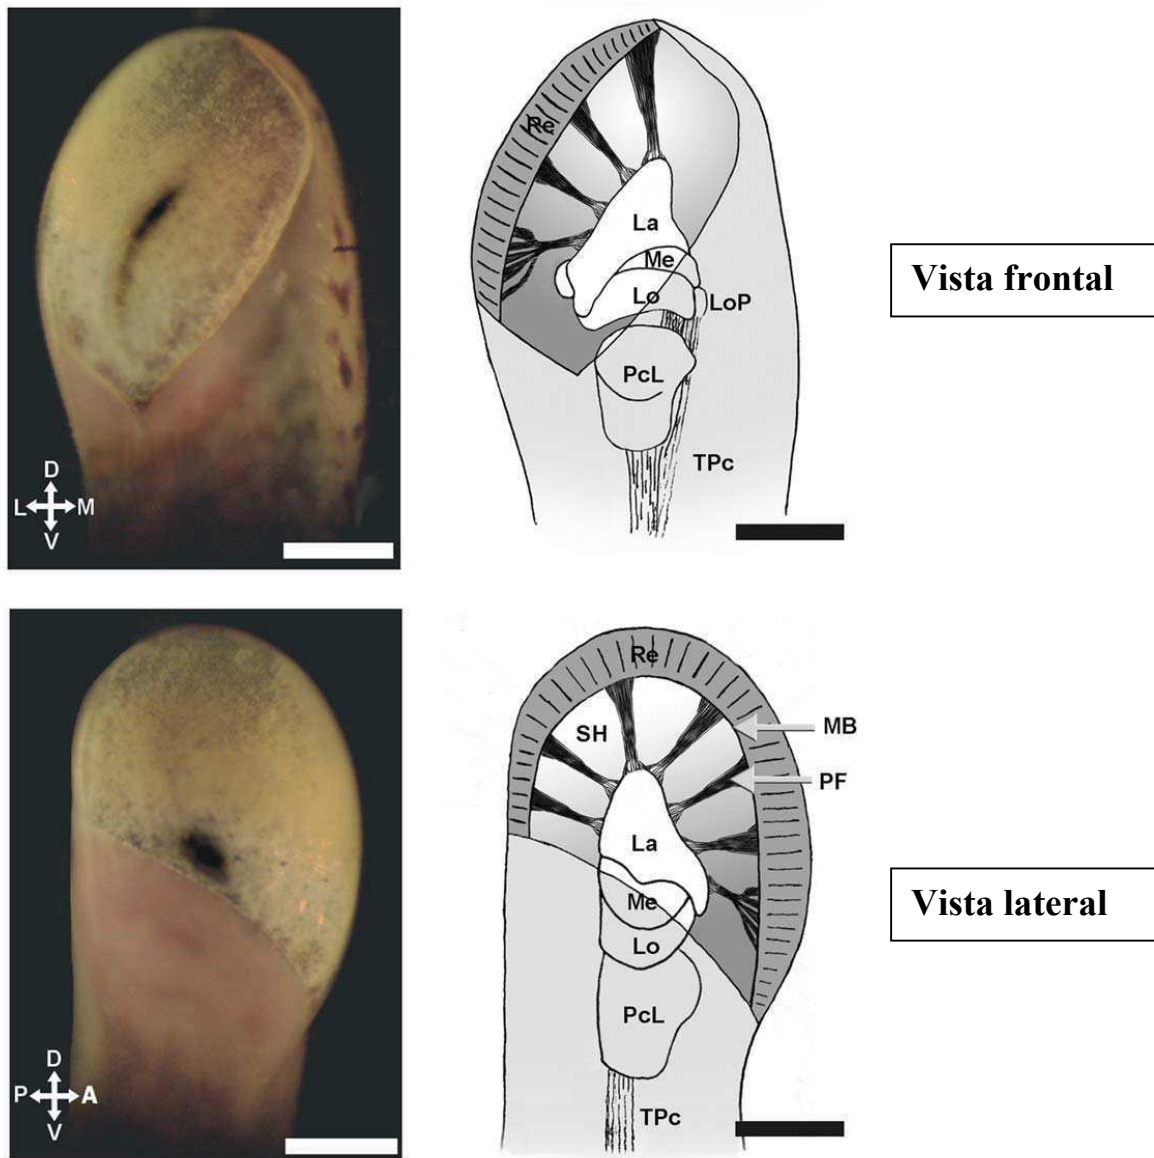 D
L M
V
Re
La
Me
Lo
LoP
PcL
TPc
Vista frontal
D
P A
V
Re
SH
MB
PF
La
Me
Lo
PcL
TPc
Vista lateral